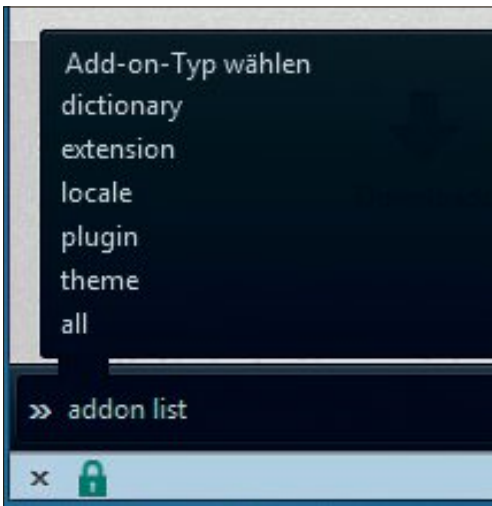 Add-on-Typ wählen
dictionary
extension
locale
plugin
theme
all
» addon list
×